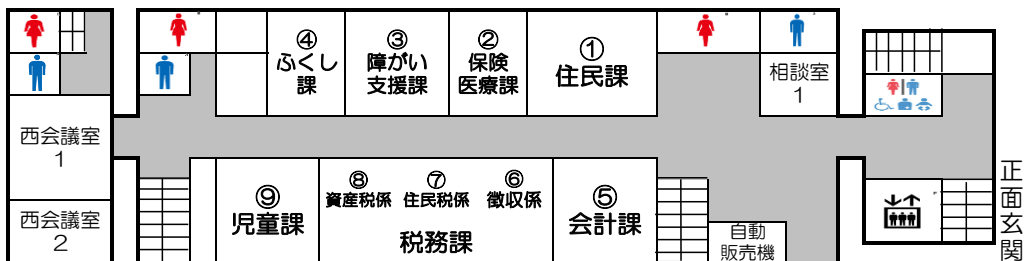 ④
ふくし
課
③
障がい
支援課
②
保険
医療課
①
住民課
相談室
1
西会議室
1
西会議室
2
⑨
児童課
⑧
資産税係
⑦
住民税係
⑥
徴収係
税務課
⑤
会計課
自動
販売機
正面玄関